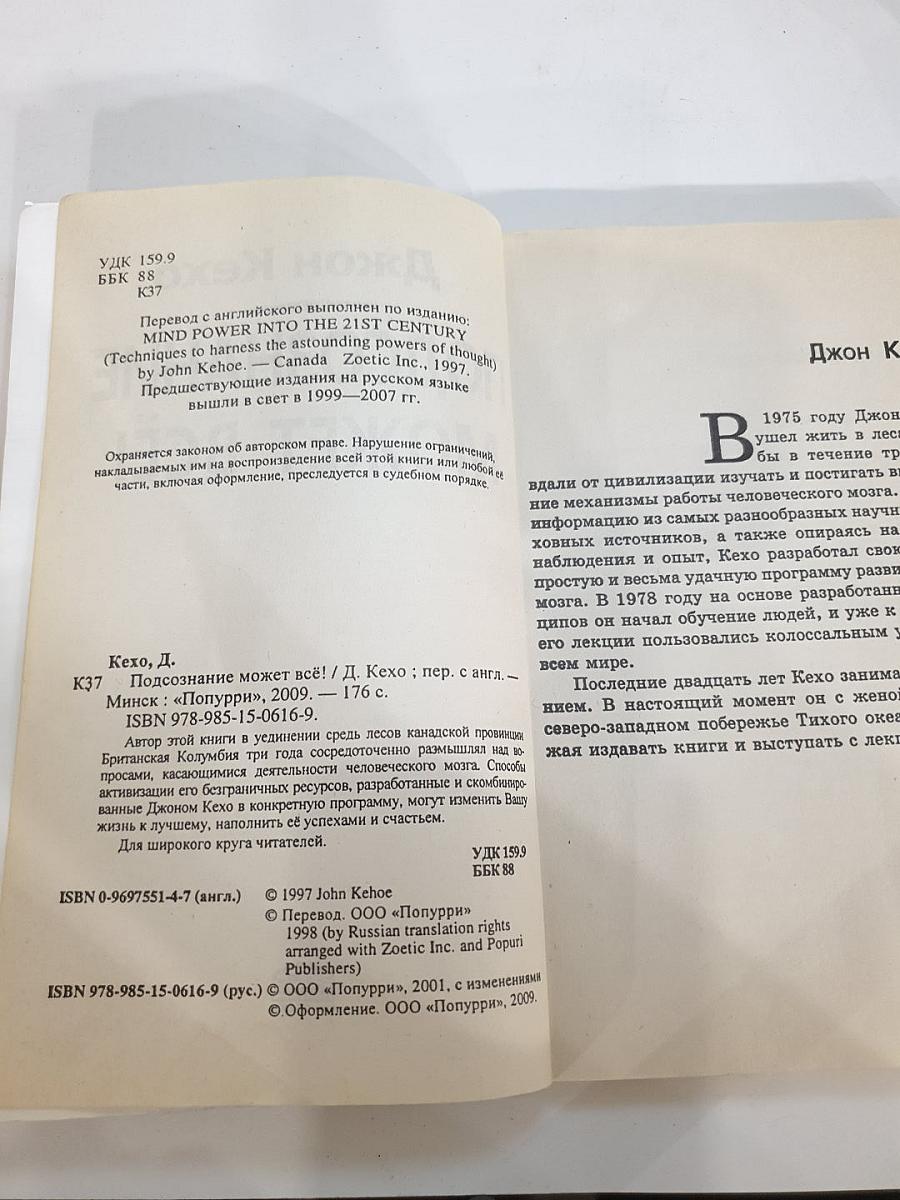 УДК 159.9
ББК 88
К37
Перевод с английского выполнен по изданию:
MIND POWER INTO THE 21ST CENTURY
(Techniques to harness the astounding powers of thought)
by John Kehoe. — Canada Zoetic Inc., 1997.
Предшествующие издания на русском языке
вышли в свет в 1999—2007 гг.
Охраняется законом об авторском праве. Нарушение ограничений,
накладываемых им на воспроизведение всей этой книги или любой её
части, включая оформление, преследуется в судебном порядке.
Кехо, Д.
К37 Подсознание может всё! / Д. Кехо ; пер. с англ. —
Минск : «Попурри», 2009. — 176 с.
ISBN 978-985-15-0616-9.
Автор этой книги в уединении средь лесов канадской провинции
Британская Колумбия три года сосредоточенно размышлял над во-
просами, касающимися деятельности человеческого мозга. Способы
активизации его безграничных ресурсов, разработанные и скомбиниро-
ванные Джоном Кехо в конкретную программу, могут изменить Вашу
жизнь к лучшему, наполнить её успехами и счастьем.
Для широкого круга читателей.
УДК 159.9
ББК 88
ISBN 0-9697551-4-7 (англ.) © 1997 John Kehoe
© Перевод. ООО «Попурри»
1998 (by Russian translation rights
arranged with Zoetic Inc. and Popuri
Publishers)
ISBN 978-985-15-0616-9 (рус.) © ООО «Попурри», 2001, с изменениями
© Оформление. ООО «Попурри», 2009.
Джон К
В 1975 году Джон
ушел жить в леса
бы в течение тр
вдали от цивилизации изучать и постигать в
ние механизмы работы человеческого мозга.
информацию из самых разнообразных научн
ховных источников, а также опираясь на
наблюдения и опыт, Кехо разработал свою
простую и весьма удачную программу разви
мозга. В 1978 году на основе разработанн
ципов он начал обучение людей, и уже к
его лекции пользовались колоссальным у
всем мире.
Последние двадцать лет Кехо занима
нием. В настоящий момент он с женой
северо-западном побережье Тихого океа
жая издавать книги и выступать с лекц